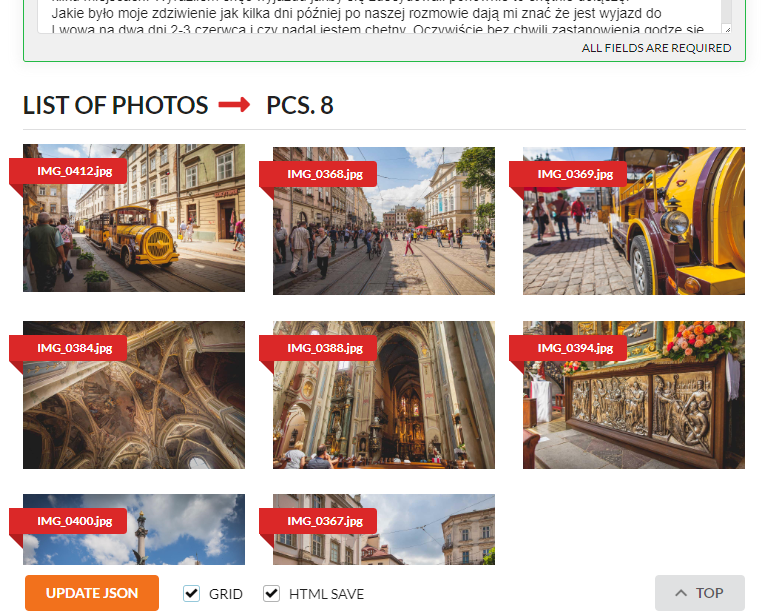 Jakie było moje zdziwienie jak kilka dni później po naszej rozmowie dają mi znać że jest wyjazd do
Lwowa na dwa dni 2-3 czerwca i czy nadal jestem chętny. Oczywiście bez chwili zastanowienia godzę się
ALL FIELDS ARE REQUIRED
LIST OF PHOTOS PCS. 8
IMG_0412.jpg IMG_0368.jpg IMG_0369.jpg
IMG_0384.jpg IMG_0388.jpg IMG_0394.jpg
IMG_0400.jpg IMG_0367.jpg
UPDATE JSON GRID HTML SAVE TOP